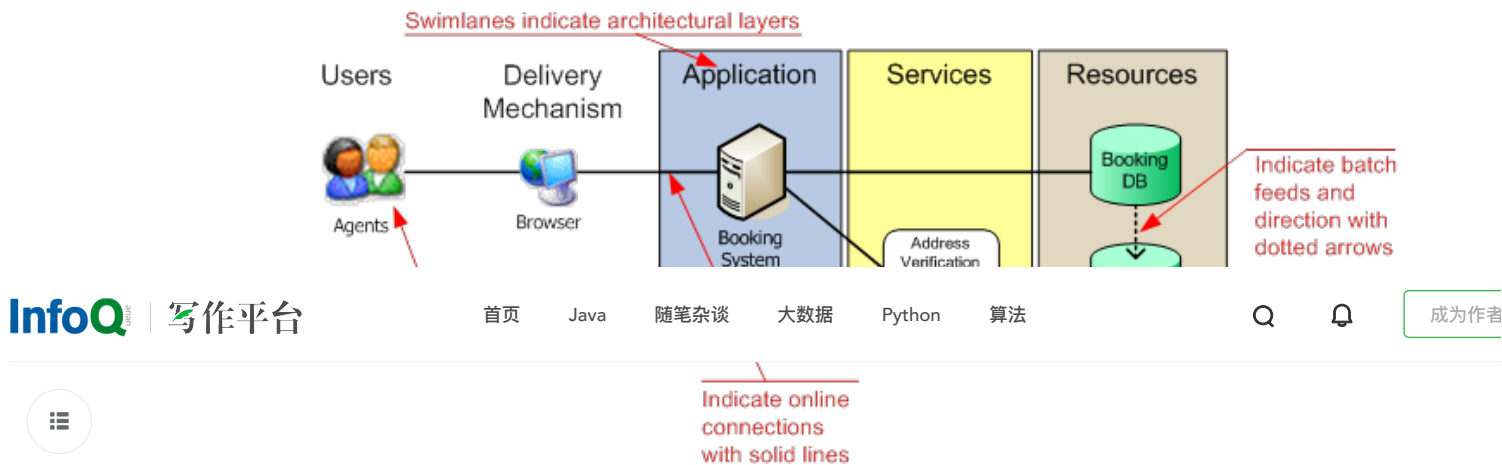 Swimlanes indicate architectural layers
Users
Delivery
Mechanism
Application
Services
Resources
Agents
Browser
Booking
System
Address
Verification
Booking
DB
Indicate batch
feeds and
direction with
dotted arrows
InfoQ
写作平台
首页
Java
随笔杂谈
大数据
Python
算法
成为作者
Indicate online
connections
with solid lines